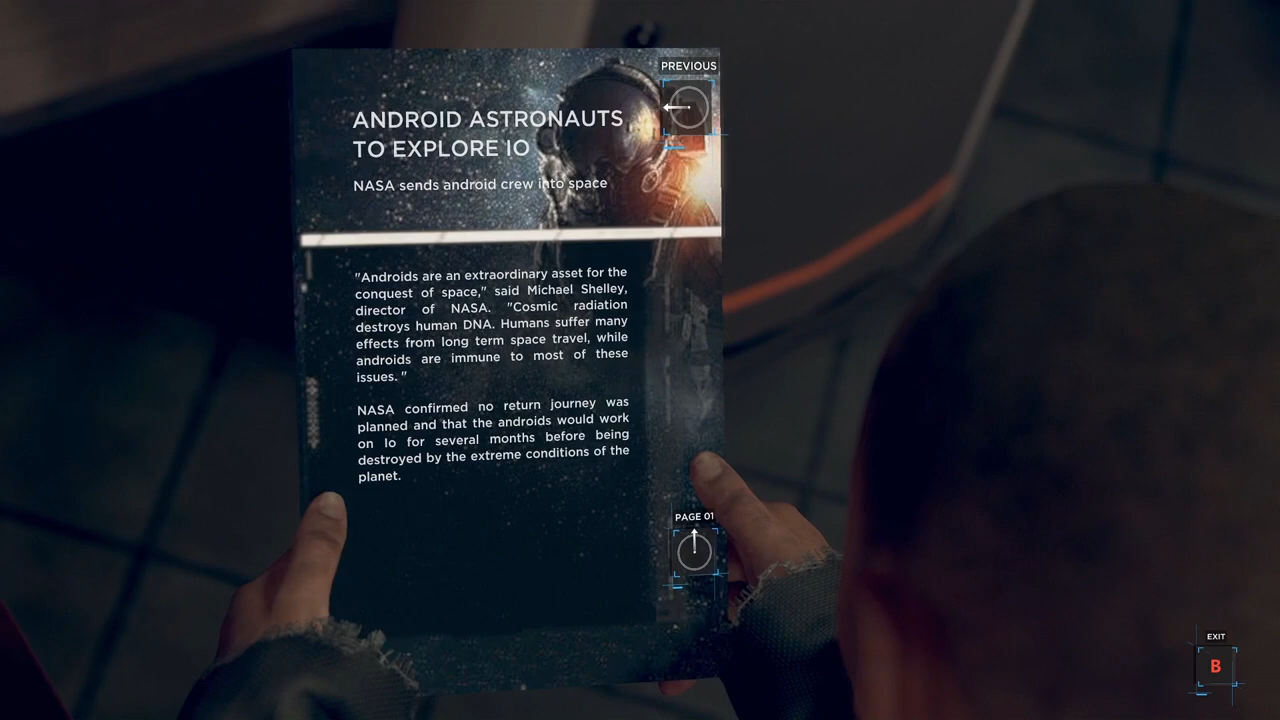 PREVIOUS
ANDROID ASTRONAUTS
TO EXPLORE IO
NASA sends android crew into space
"Androids are an extraordinary asset for the
conquest of space," said Michael Shelley,
director of NASA. "Cosmic radiation
destroys human DNA. Humans suffer many
effects from long term space travel, while
androids are immune to most of these
issues. "
NASA confirmed no return journey was
planned and that the androids would work
on Io for several months before being
destroyed by the extreme conditions of the
planet.
PAGE 01
EXIT
B